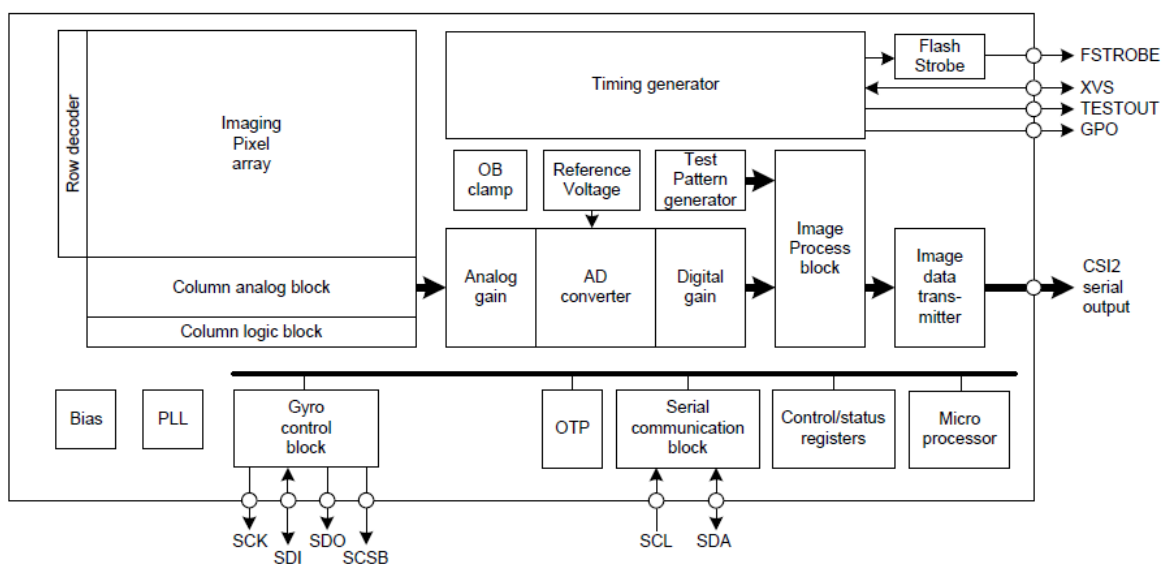 Row decoder
Imaging
Pixel
array
Timing generator
Flash
Strobe
FSTROBE
XVS
TESTOUT
GPO
OB
clamp
Reference
Voltage
Test
Pattern
generator
Image
Process
block
Column analog block
Column logic block
Analog
gain
AD
converter
Digital
gain
Image
data
trans-
mitter
CSI2
serial
output
Bias
PLL
Gyro
control
block
OTP
Serial
communication
block
Control/status
registers
Micro
processor
SCK
SDI
SDO
SCSB
SCL
SDA